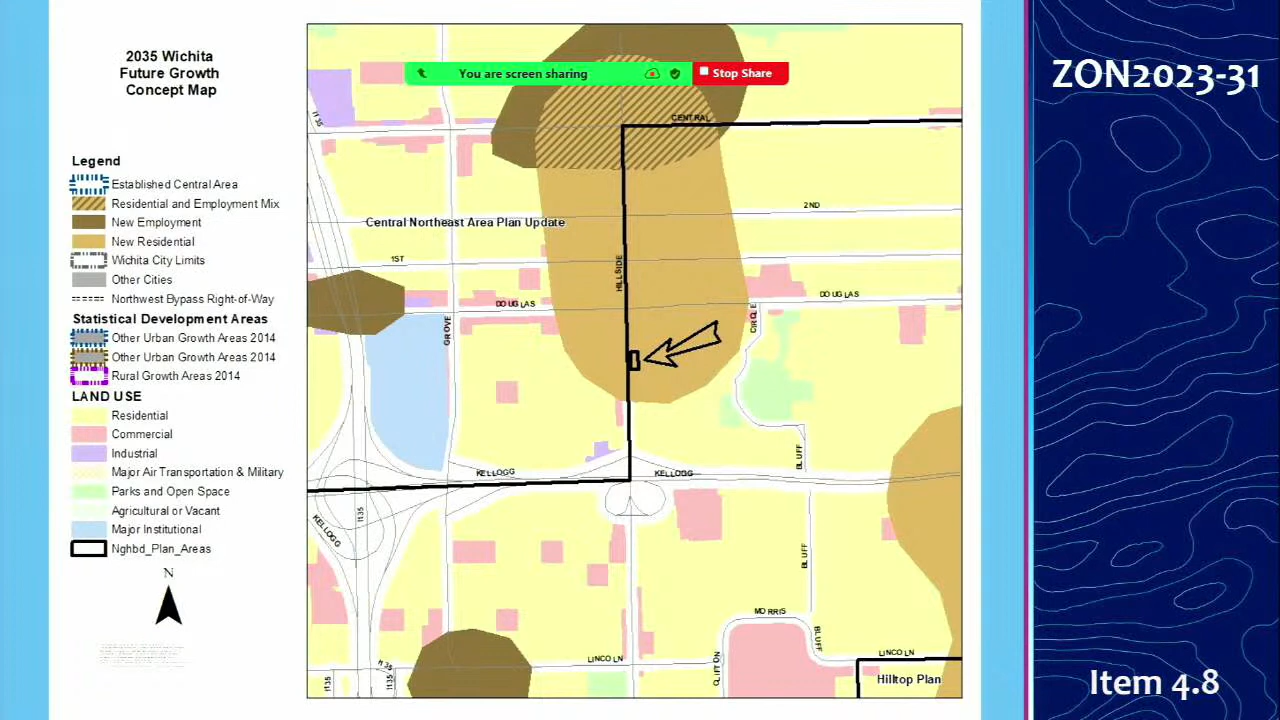 2035 Wichita
Future Growth
Concept Map
Legend
Established Central Area
Residential and Employment Mix
New Employment
New Residential
Wichita City Limits
Other Cities
Northwest Bypass Right-of-Way
Statistical Development Areas
Other Urban Growth Areas 2014
Other Urban Growth Areas 2014
Rural Growth Areas 2014
LAND USE
Residential
Commercial
Industrial
Major Air Transportation & Military
Parks and Open Space
Agricultural or Vacant
Major Institutional
Nghbd_Plan_Areas
N
You are screen sharing
Stop Share
I135
CENTRAL
2ND
Central Northeast Area Plan Update
1ST
HILLSIDE
DOUGLAS
DOUGLAS
GROVE
CIRCLE
BLUFF
KELLOGG
KELLOGG
I135
KELLOGG
BLUFF
MORRIS
BLUFF
LINCOLN
LINCOLN
CLIFTON
I135
I135
I135
Hilltop Plan
ZON2023-31
Item 4.8